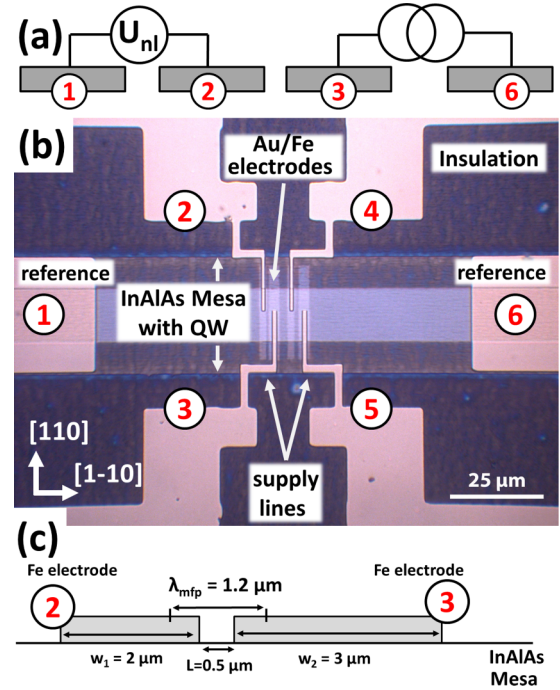 (a)
U_nl
1
2
3
6
(b)
Au/Fe
electrodes
Insulation
2
4
reference
reference
1
InAlAs Mesa
with QW
6
3
5
[110]
[1-10]
supply
lines
25 µm
(c)
Fe electrode
Fe electrode
λ_mfp = 1.2 µm
2
3
w₁ = 2 µm
L=0.5 µm
w₂ = 3 µm
InAlAs
Mesa